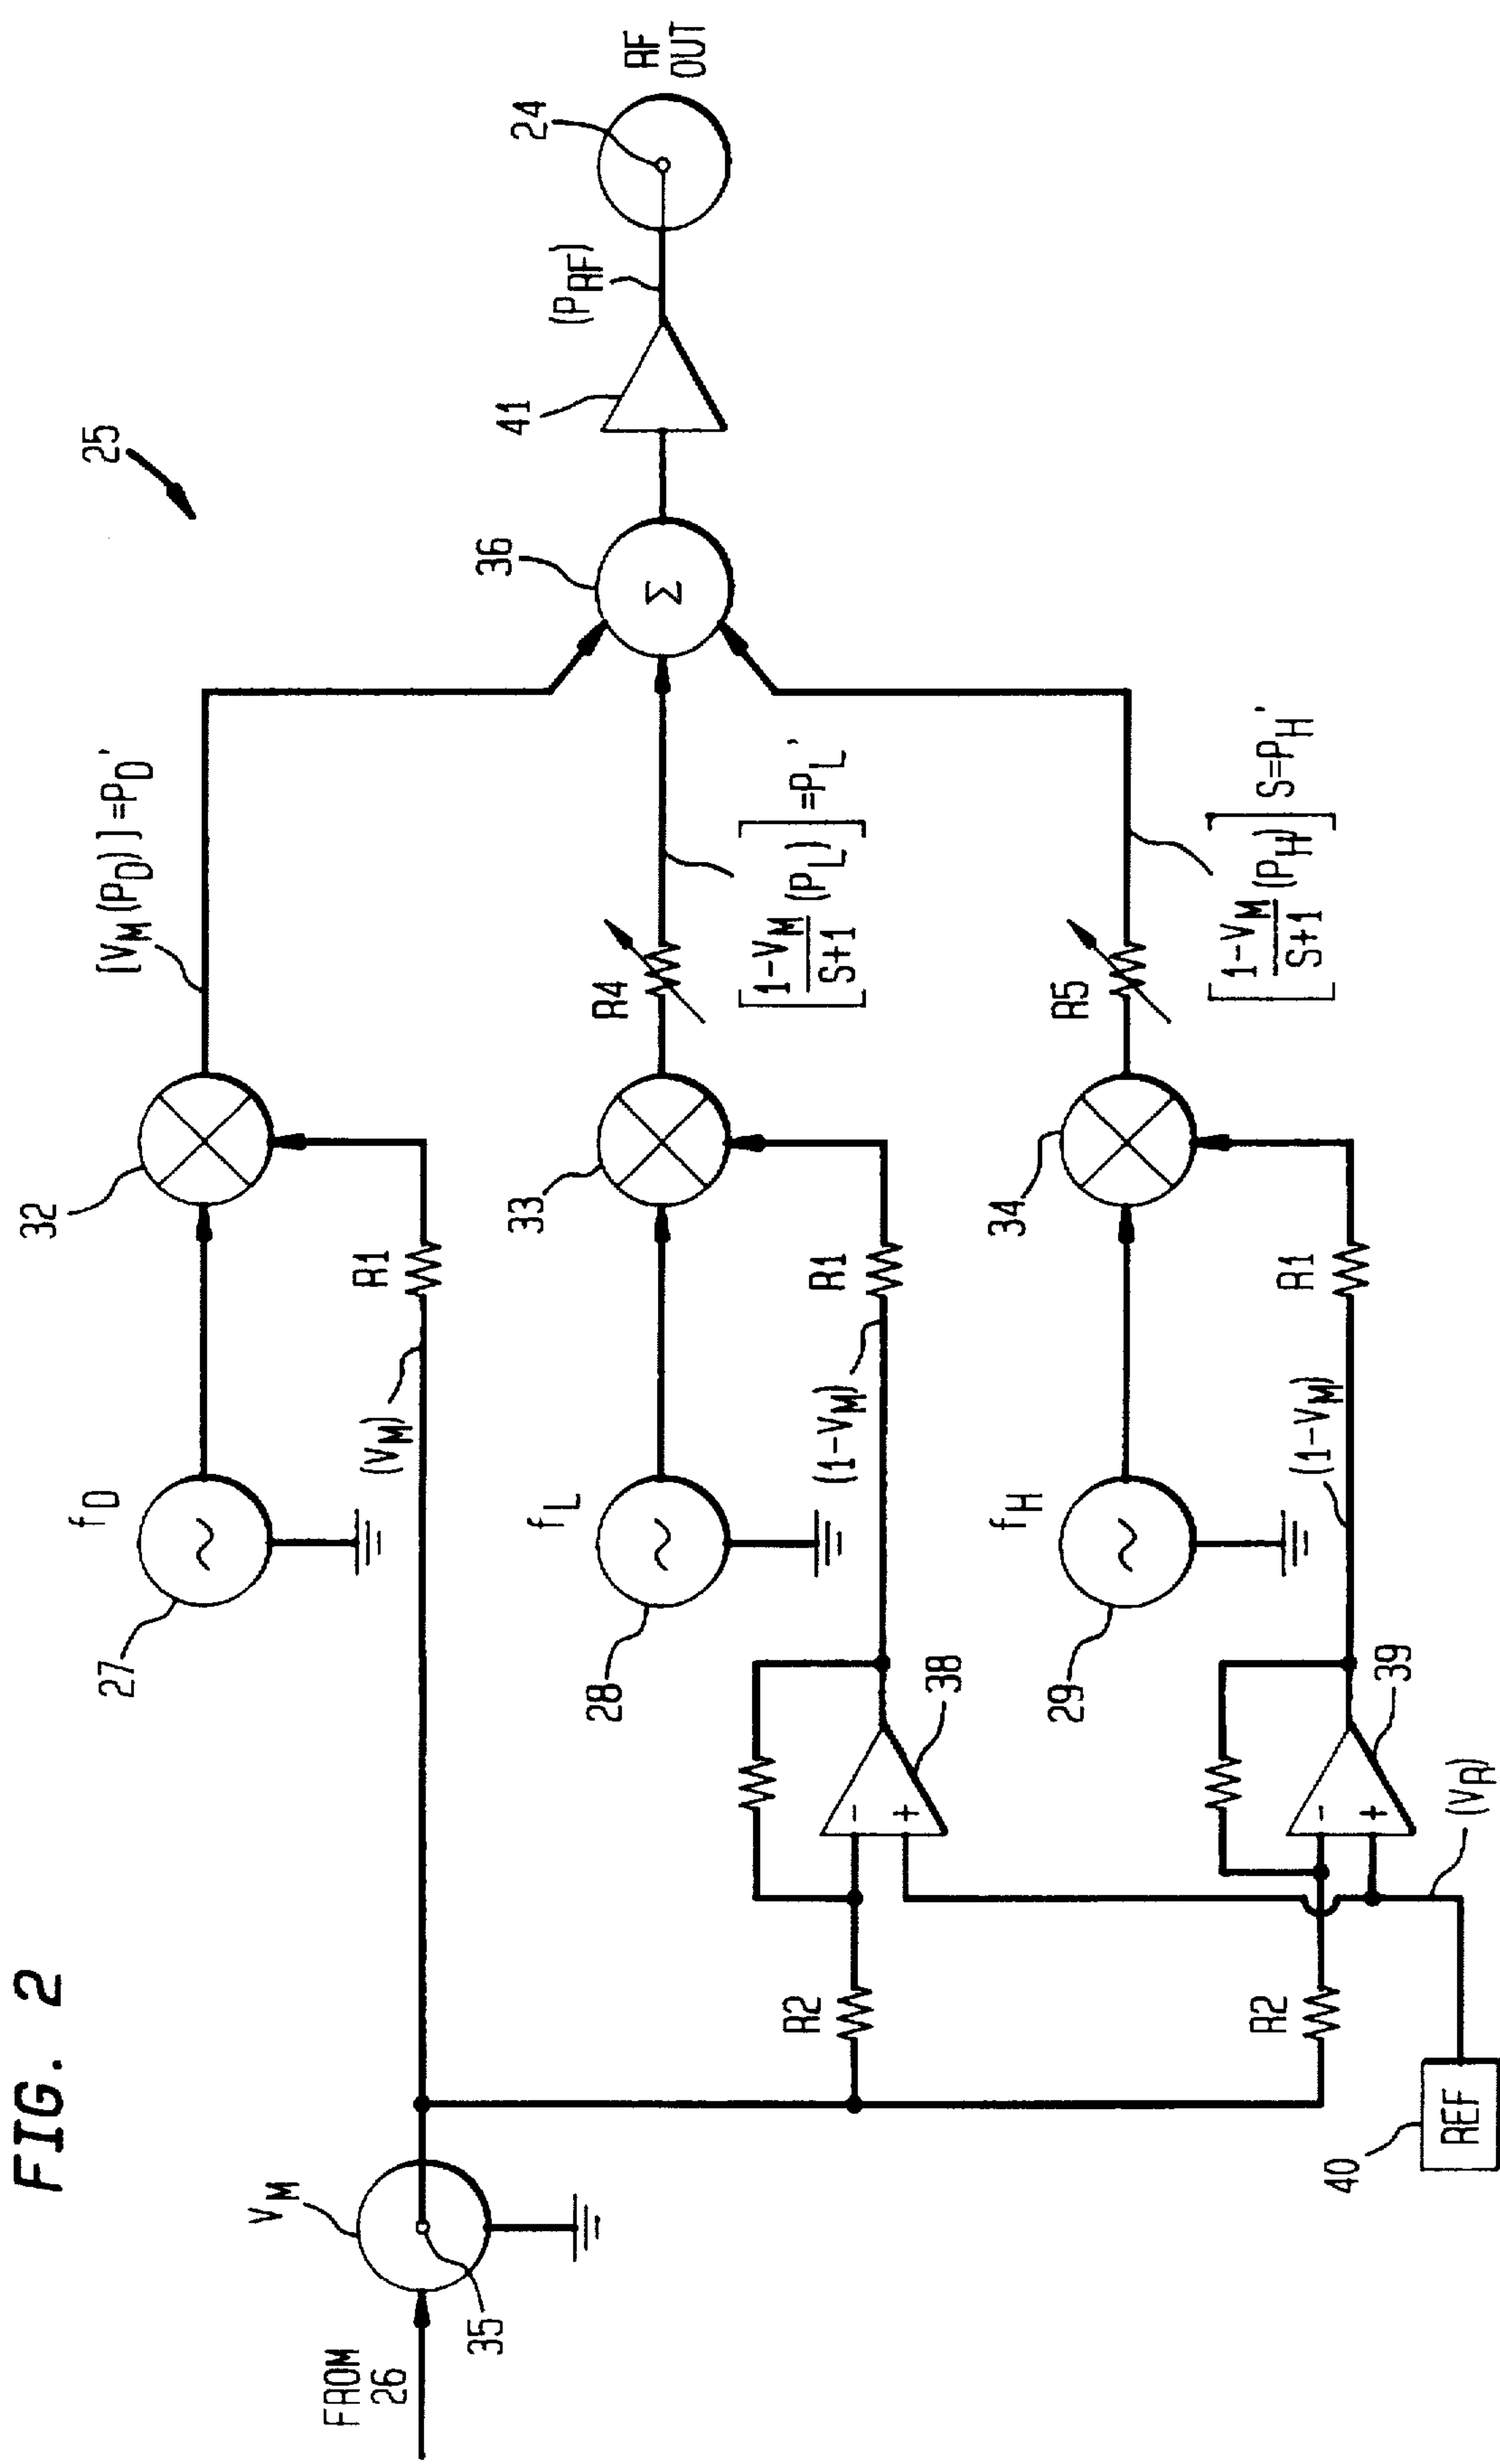 FIG. 2
25
FROM
26
35
V_M
27
f_D
(V_M)
R1
32
[V_M(P_D)]=P_D'
28
f_L
(1-V_M)
R1
33
R4
[(1-V_M)/(S+1) (P_L)]=P_L'
36
Σ
41
(P_RF)
24
RF
OUT
R2
-
+
38
29
f_H
(1-V_M)
R1
34
R5
[(1-V_M)/(S+1) (P_H)]S=P_H'
R2
-
+
39
(V_R)
40
REF